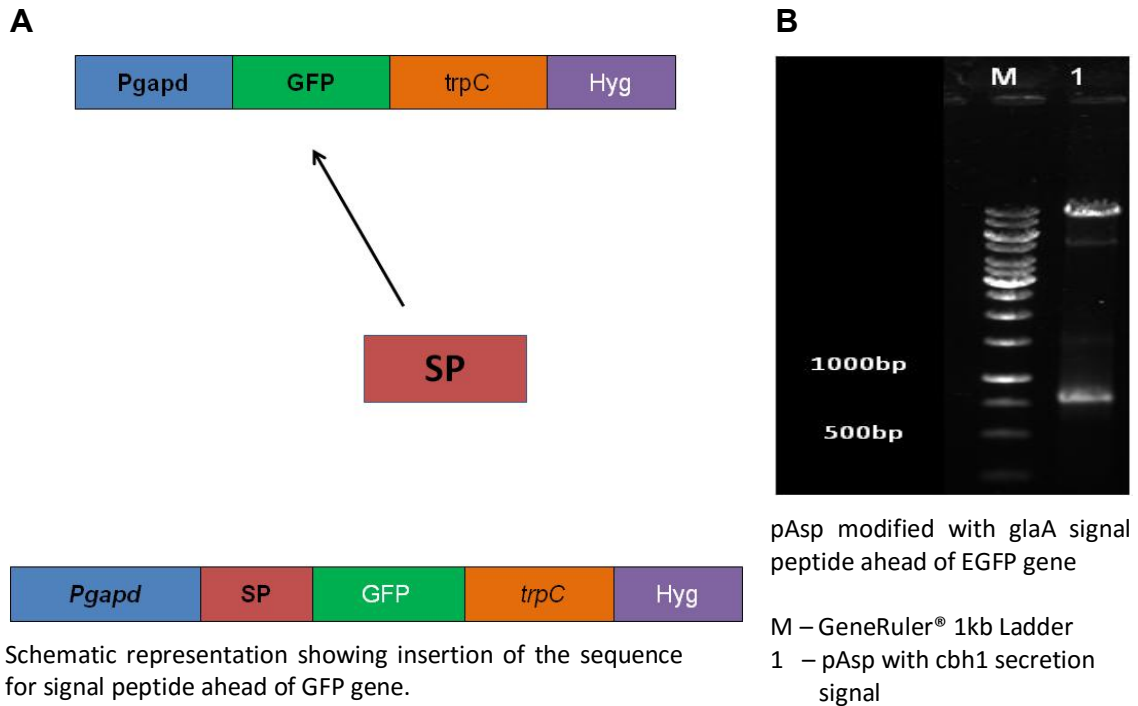 A
Pgapd GFP trpC Hyg
SP
Pgapd SP GFP trpC Hyg
Schematic representation showing insertion of the sequence
for signal peptide ahead of GFP gene.
B
M 1
1000bp
500bp
pAsp modified with glaA signal
peptide ahead of EGFP gene
M – GeneRuler® 1kb Ladder
1 – pAsp with cbh1 secretion
signal